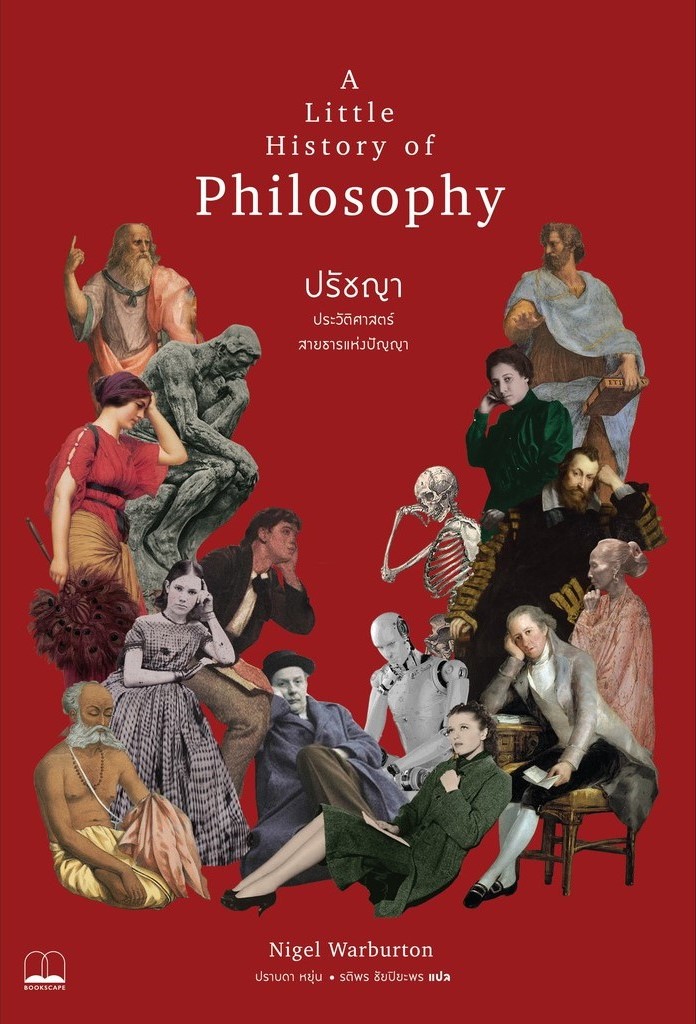 A
Little
History of
Philosophy
ปรัชญา
ประวัติศาสตร์
สายธารแห่งปัญญา
Nigel Warburton
ปราบดา หยุ่น • รติพร ชัยปิยะพร แปล
BOOKSCAPE